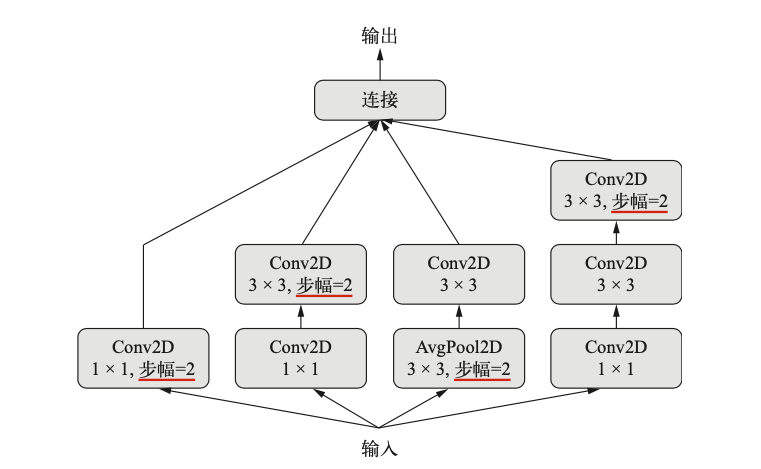 输出
连接
Conv2D
3 × 3, 步幅=2
Conv2D
3 × 3, 步幅=2
Conv2D
3 × 3
Conv2D
3 × 3
Conv2D
1 × 1, 步幅=2
Conv2D
1 × 1
AvgPool2D
3 × 3, 步幅=2
Conv2D
1 × 1
输入